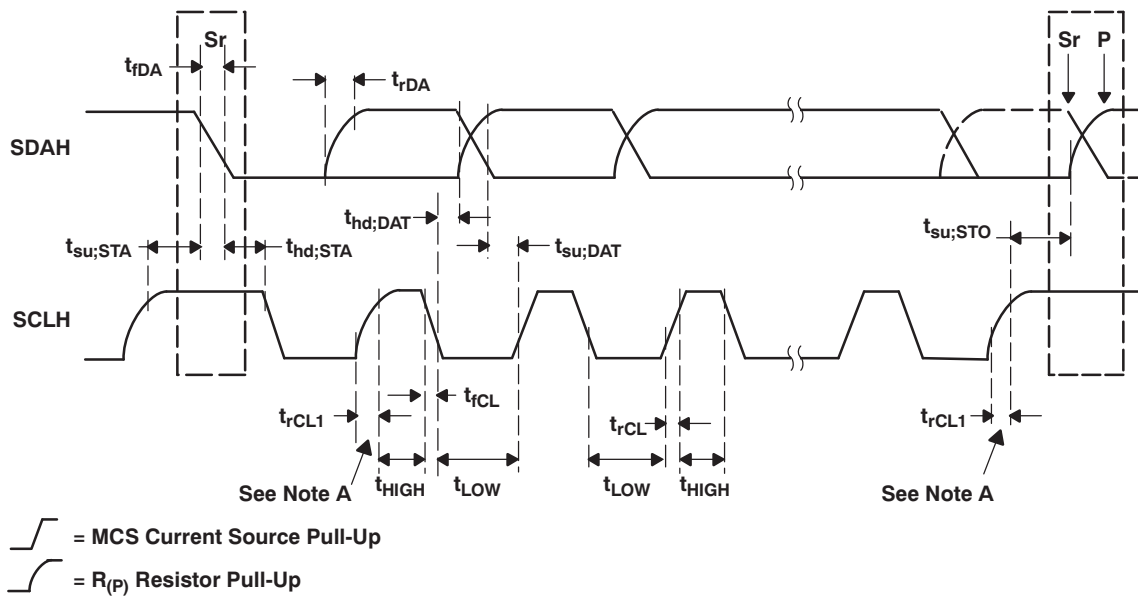 Sr
Sr P
tfDA
trDA
SDAH
thd;DAT
tsu;STA
thd;STA
tsu;DAT
tsu;STO
SCLH
tfCL
trCL1
trCL
trCL1
tHIGH
tLOW
tLOW
tHIGH
See Note A
See Note A
= MCS Current Source Pull-Up
= R(P) Resistor Pull-Up